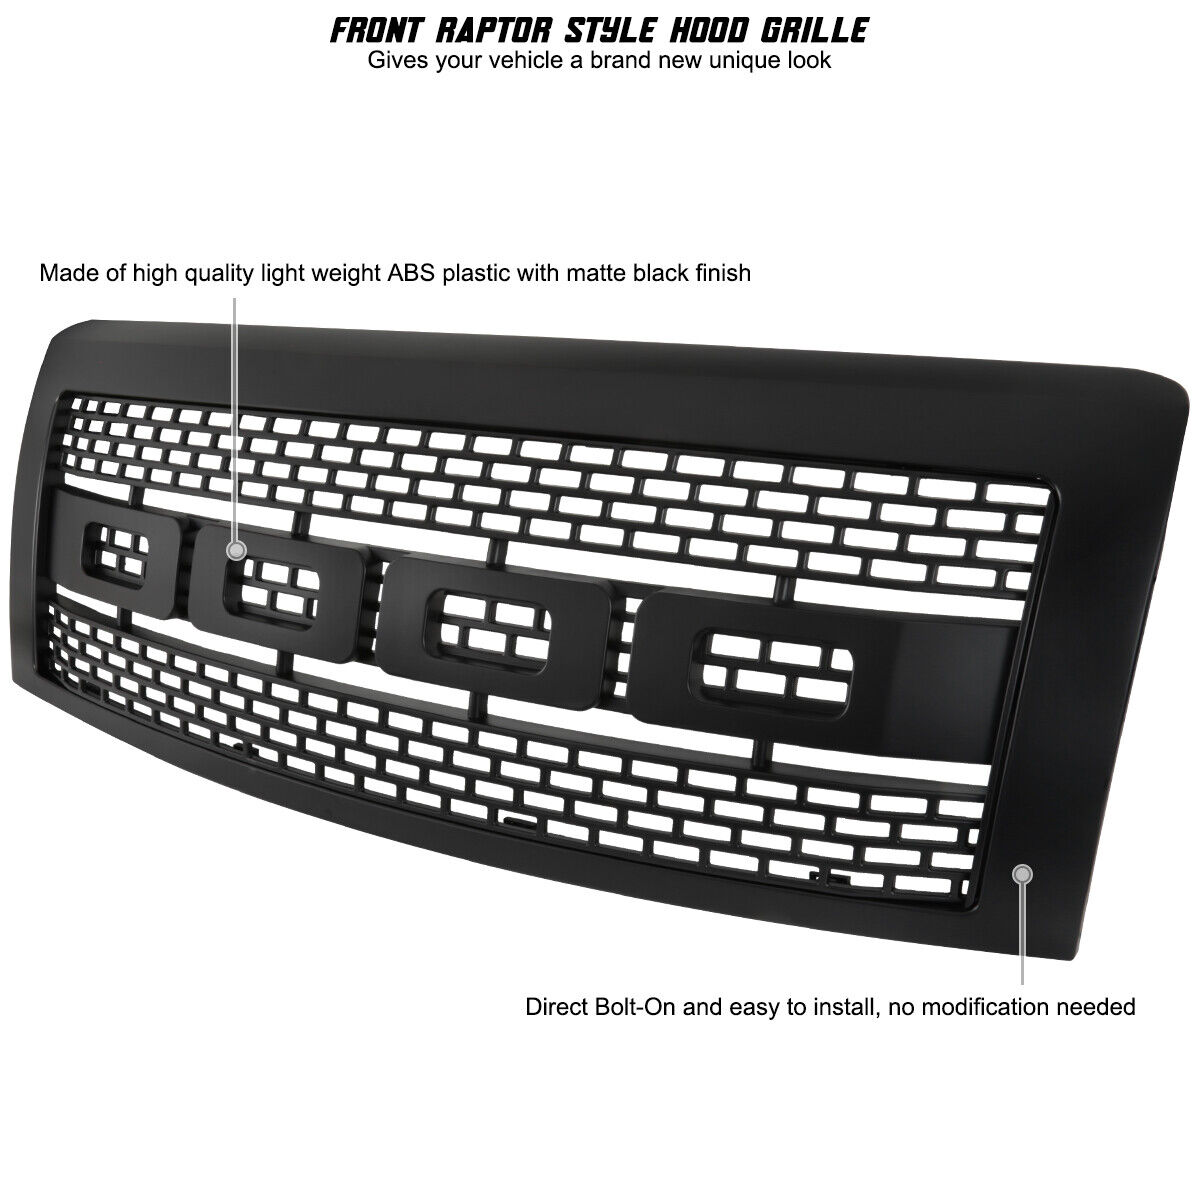 FRONT RAPTOR STYLE HOOD GRILLE
Gives your vehicle a brand new unique look
Made of high quality light weight ABS plastic with matte black finish
Direct Bolt-On and easy to install, no modification needed